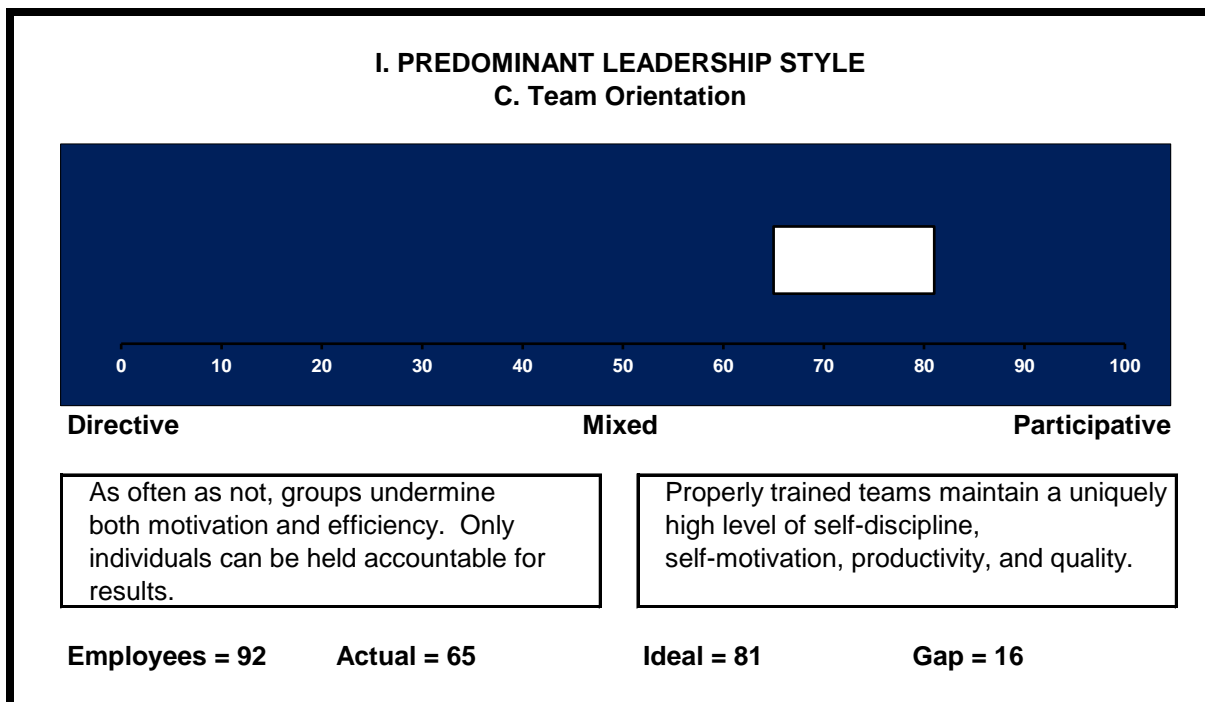 I. PREDOMINANT LEADERSHIP STYLE
C. Team Orientation
0 10 20 30 40 50 60 70 80 90 100
Directive Mixed Participative
As often as not, groups undermine
both motivation and efficiency.  Only
individuals can be held accountable for
results.
Properly trained teams maintain a uniquely
high level of self-discipline,
self-motivation, productivity, and quality.
Employees = 92 Actual = 65 Ideal = 81 Gap = 16